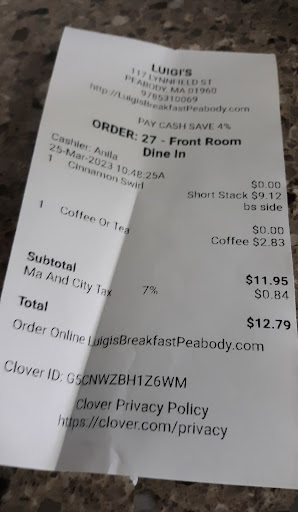 LUIGI'S
117 LYNNFIELD ST
PEABODY, MA 01960
9785310069
http://LuigisBreakfastPeabody.com
PAY CASH SAVE 4%
ORDER: 27 - Front Room
Dine In
Cashier: Anila
25-Mar-2023 10:48:25A
1 Cinnamon Swirl $0.00
Short Stack $9.12
bs side
1 Coffee Or Tea $0.00
Coffee $2.83
Subtotal $11.95
Ma And City Tax 7% $0.84
Total $12.79
Order Online LuigisBreakfastPeabody.com
Clover ID: G5CNWZBH1Z6WM
Clover Privacy Policy
https://clover.com/privacy